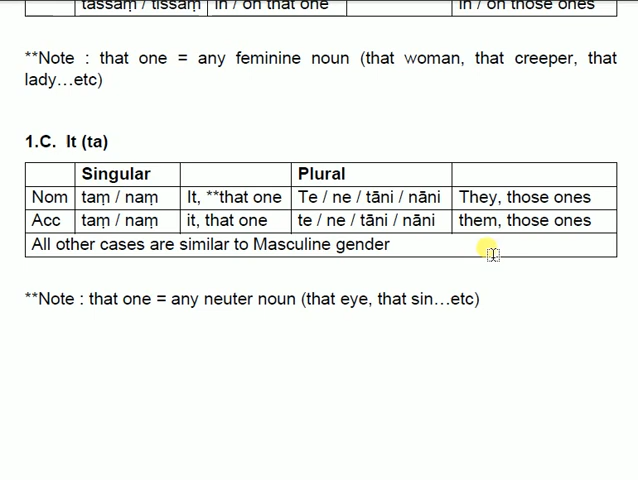 tassaṃ / tissaṃ in / on that one in / on those ones
**Note : that one = any feminine noun (that woman, that creeper, that
lady…etc)
1.C. It (ta)
Singular Plural
Nom taṃ / naṃ It, **that one Te / ne / tāni / nāni They, those ones
Acc taṃ / naṃ it, that one te / ne / tāni / nāni them, those ones
All other cases are similar to Masculine gender
**Note : that one = any neuter noun (that eye, that sin…etc)